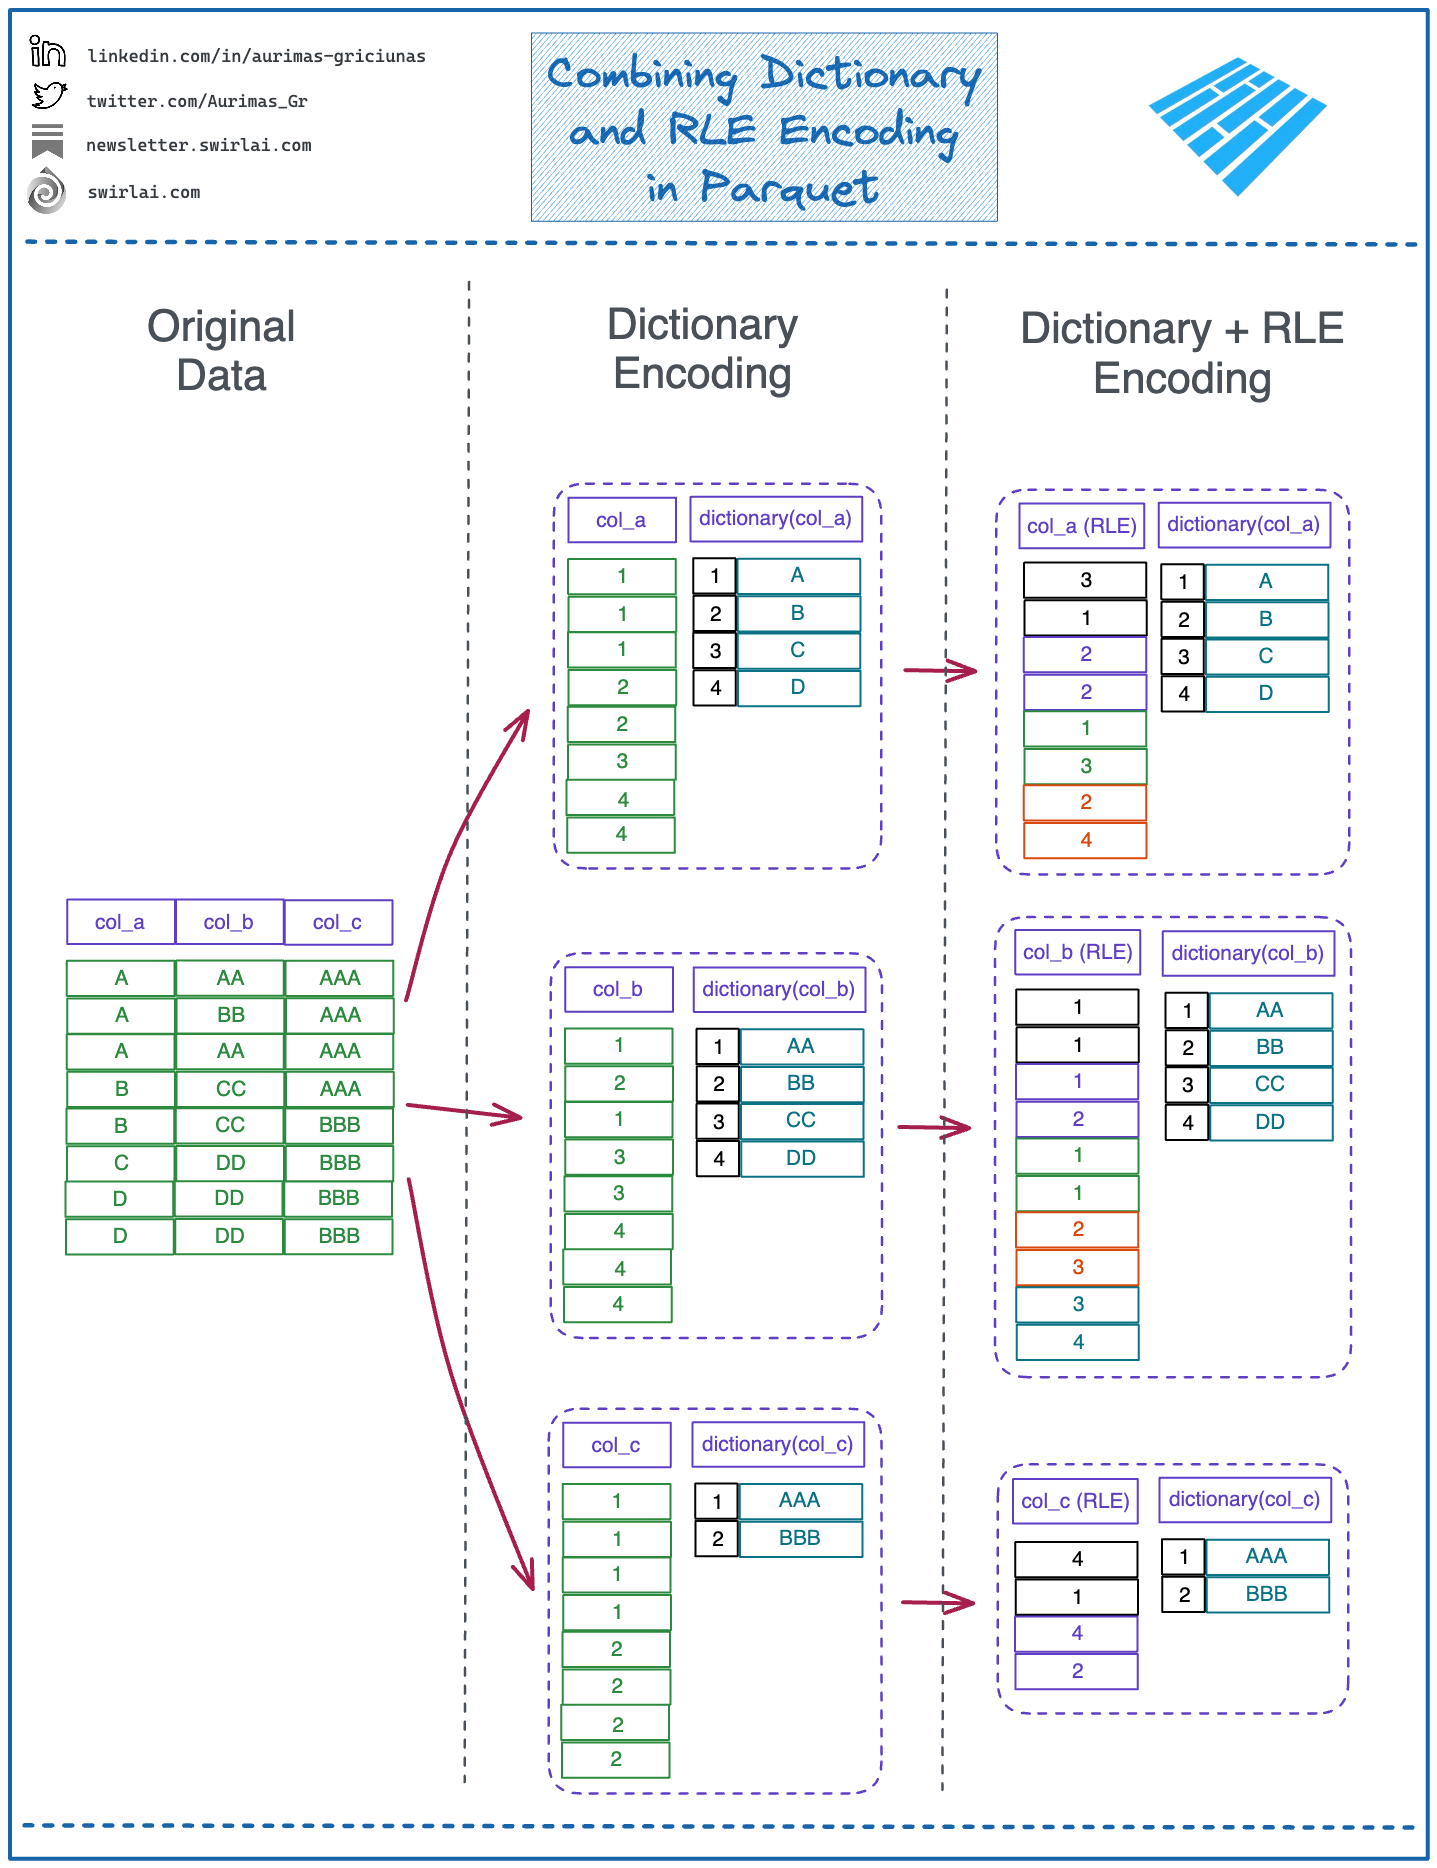 linkedin.com/in/aurimas-griciunas
twitter.com/Aurimas_Gr
newsletter.swirlai.com
swirlai.com
Combining Dictionary
and RLE Encoding
in Parquet
Original
Data
col_a col_b col_c
A AA AAA
A BB AAA
A AA AAA
B CC AAA
B CC BBB
C DD BBB
D DD BBB
D DD BBB
Dictionary
Encoding
col_a dictionary(col_a)
1 1 A
1 2 B
1 3 C
2 4 D
2
3
4
4
col_b dictionary(col_b)
1 1 AA
2 2 BB
1 3 CC
3 4 DD
3
4
4
4
col_c dictionary(col_c)
1 1 AAA
1 2 BBB
1
1
2
2
2
2
Dictionary + RLE
Encoding
col_a (RLE) dictionary(col_a)
3 1 A
1 2 B
2 3 C
2 4 D
1
3
2
4
col_b (RLE) dictionary(col_b)
1 1 AA
1 2 BB
1 3 CC
2 4 DD
1
1
2
3
3
4
col_c (RLE) dictionary(col_c)
4 1 AAA
1 2 BBB
4
2